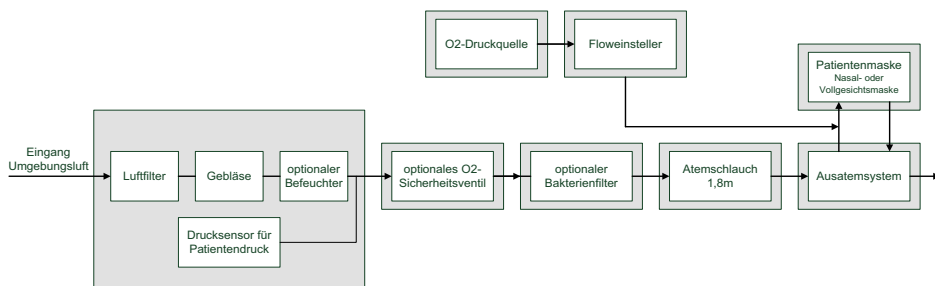 O2-Druckquelle
Floweinsteller
Patientenmaske
Nasal- oder
Vollgesichtsmaske
Eingang
Umgebungsluft
Luftfilter
Gebläse
optionaler
Befeuchter
optionales O2-
Sicherheitsventil
optionaler
Bakterienfilter
Atemschlauch
1,8m
Ausatemsystem
Drucksensor für
Patientendruck